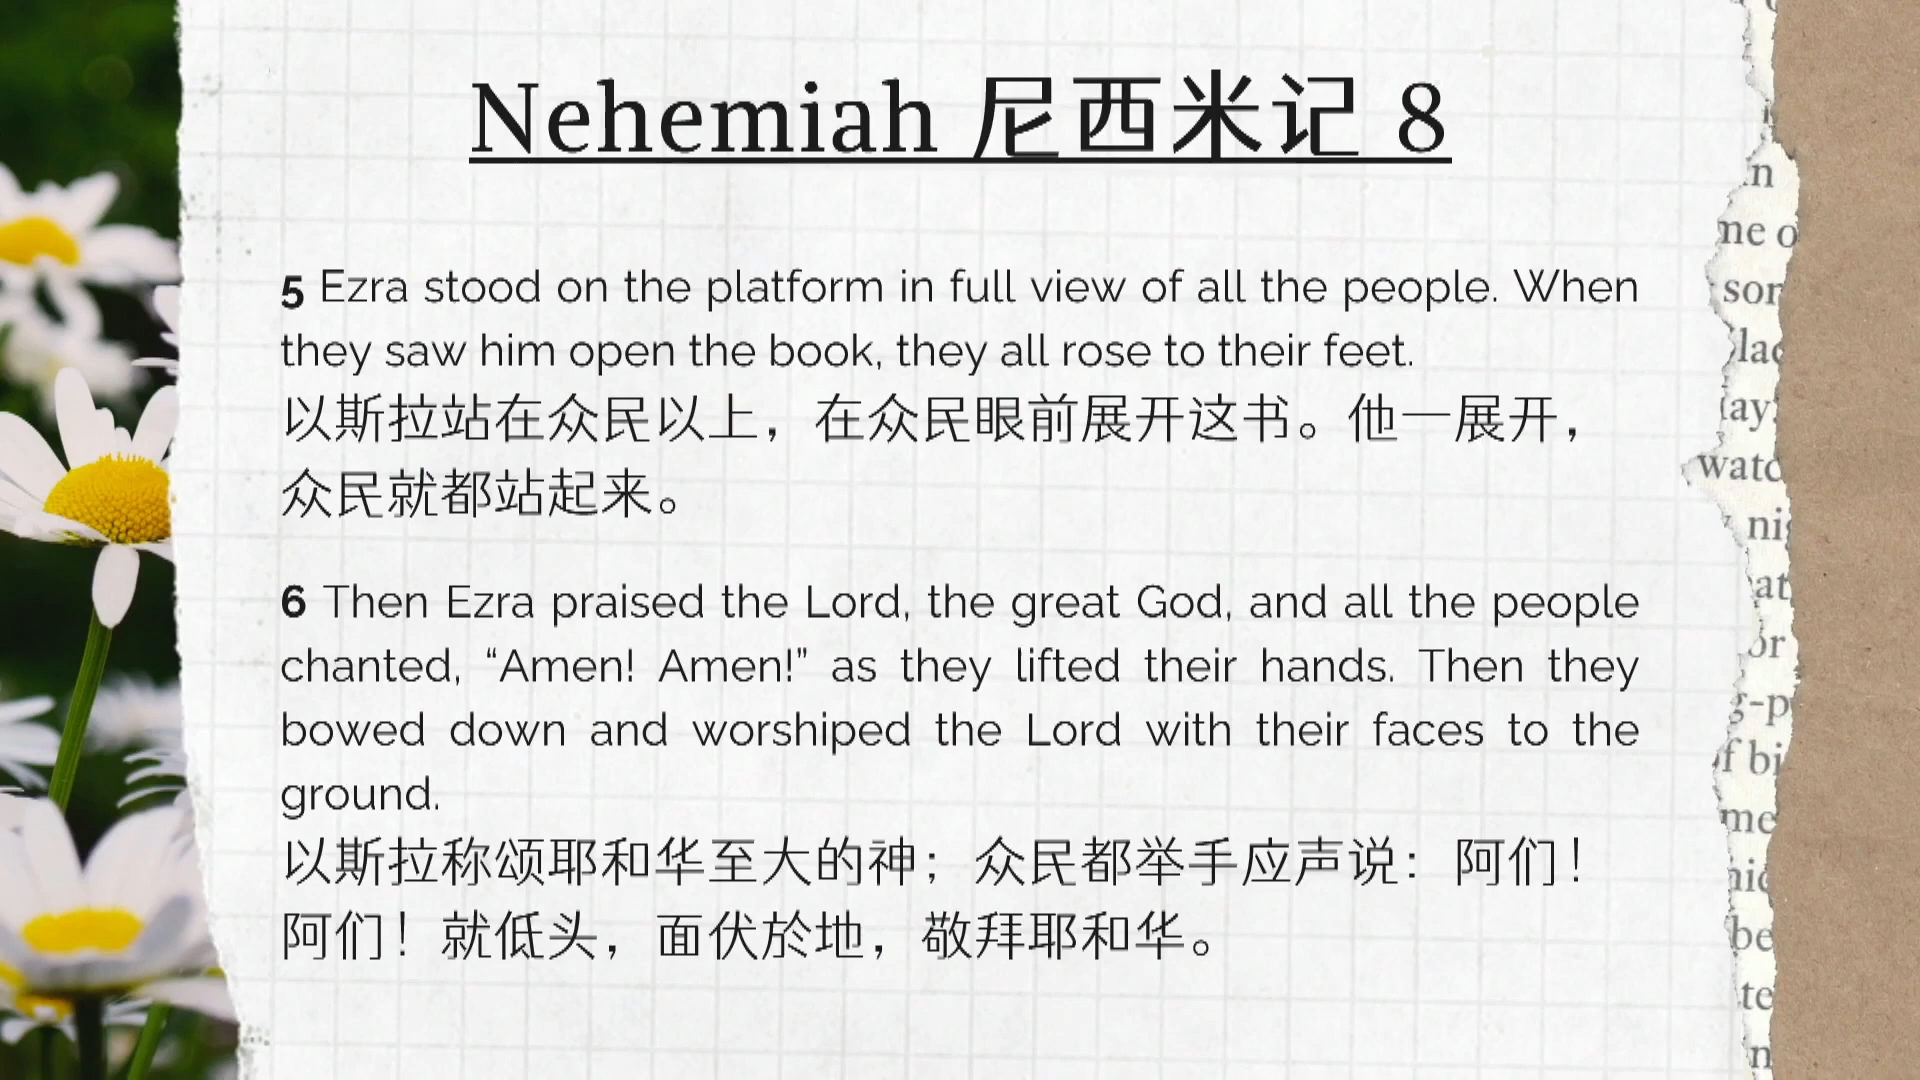 Nehemiah 尼西米记 8
5 Ezra stood on the platform in full view of all the people. When
they saw him open the book, they all rose to their feet.
以斯拉站在众民以上，在众民眼前展开这书。他一展开，
众民就都站起来。
6 Then Ezra praised the Lord, the great God, and all the people
chanted, “Amen! Amen!” as they lifted their hands. Then they
bowed down and worshiped the Lord with their faces to the
ground.
以斯拉称颂耶和华至大的神；众民都举手应声说：阿们！
阿们！就低头，面伏於地，敬拜耶和华。
me o
watc
f bi
me
be
te